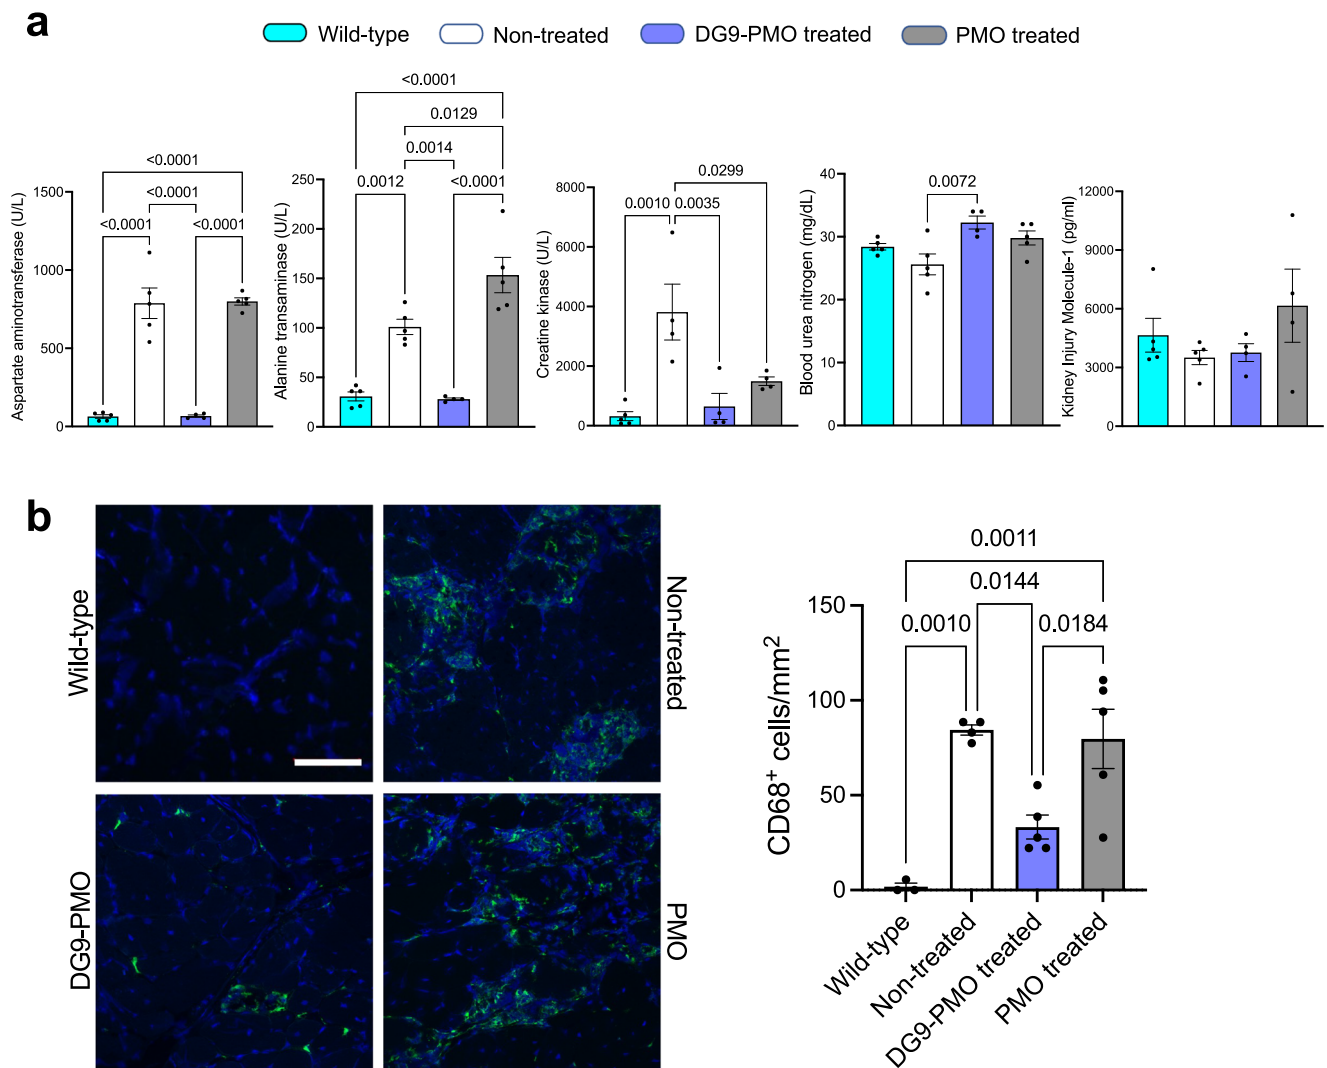 a
Wild-type
Non-treated
DG9-PMO treated
PMO treated
Aspartate aminotransferase (U/L)
1500
1000
500
0
<0.0001
<0.0001
<0.0001
<0.0001
Alanine transaminase (U/L)
250
200
150
100
50
0
<0.0001
0.0129
0.0014
0.0012
<0.0001
Creatine kinase (U/L)
8000
6000
4000
2000
0
0.0299
0.0010
0.0035
Blood urea nitrogen (mg/dL)
40
30
20
10
0
0.0072
Kidney Injury Molecule-1 (pg/ml)
12000
9000
6000
3000
0
b
Wild-type
Non-treated
DG9-PMO
PMO
CD68+ cells/mm2
150
100
50
0
0.0011
0.0144
0.0010
0.0184
Wild-type
Non-treated
DG9-PMO treated
PMO treated